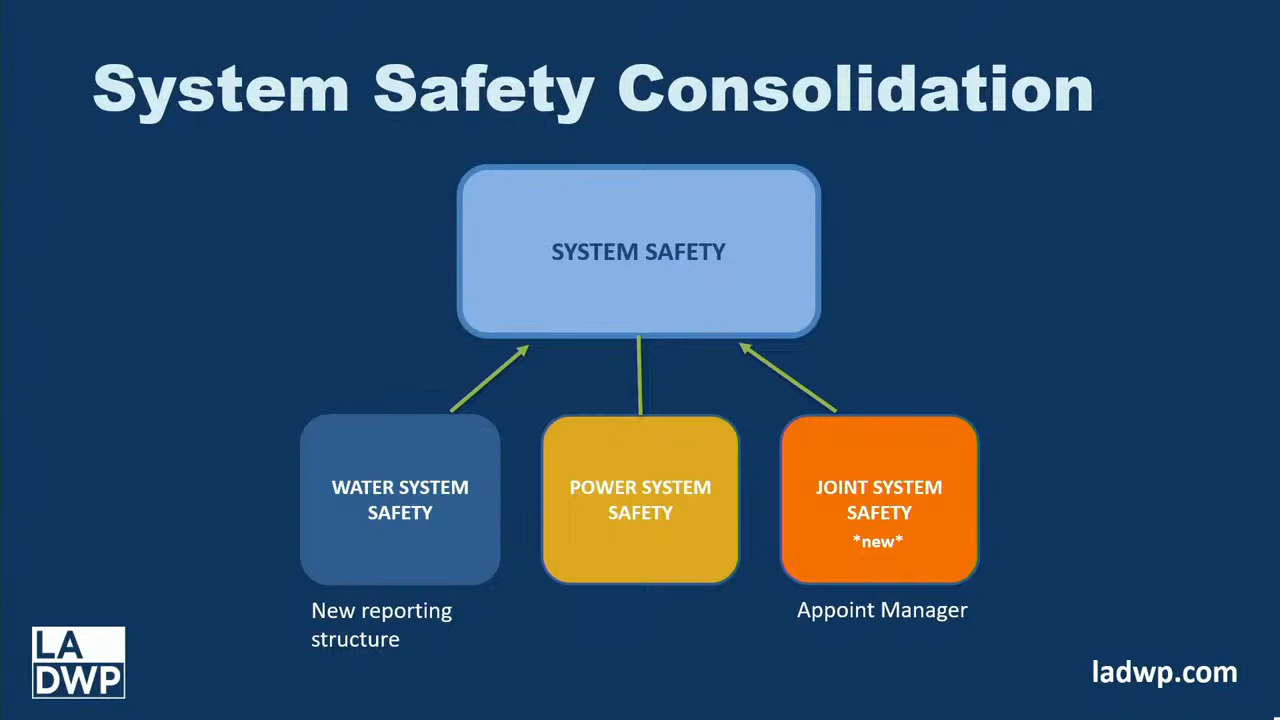 System Safety Consolidation
SYSTEM SAFETY
WATER SYSTEM
SAFETY
POWER SYSTEM
SAFETY
JOINT SYSTEM
SAFETY
*new*
New reporting
structure
Appoint Manager
LA
DWP
ladwp.com